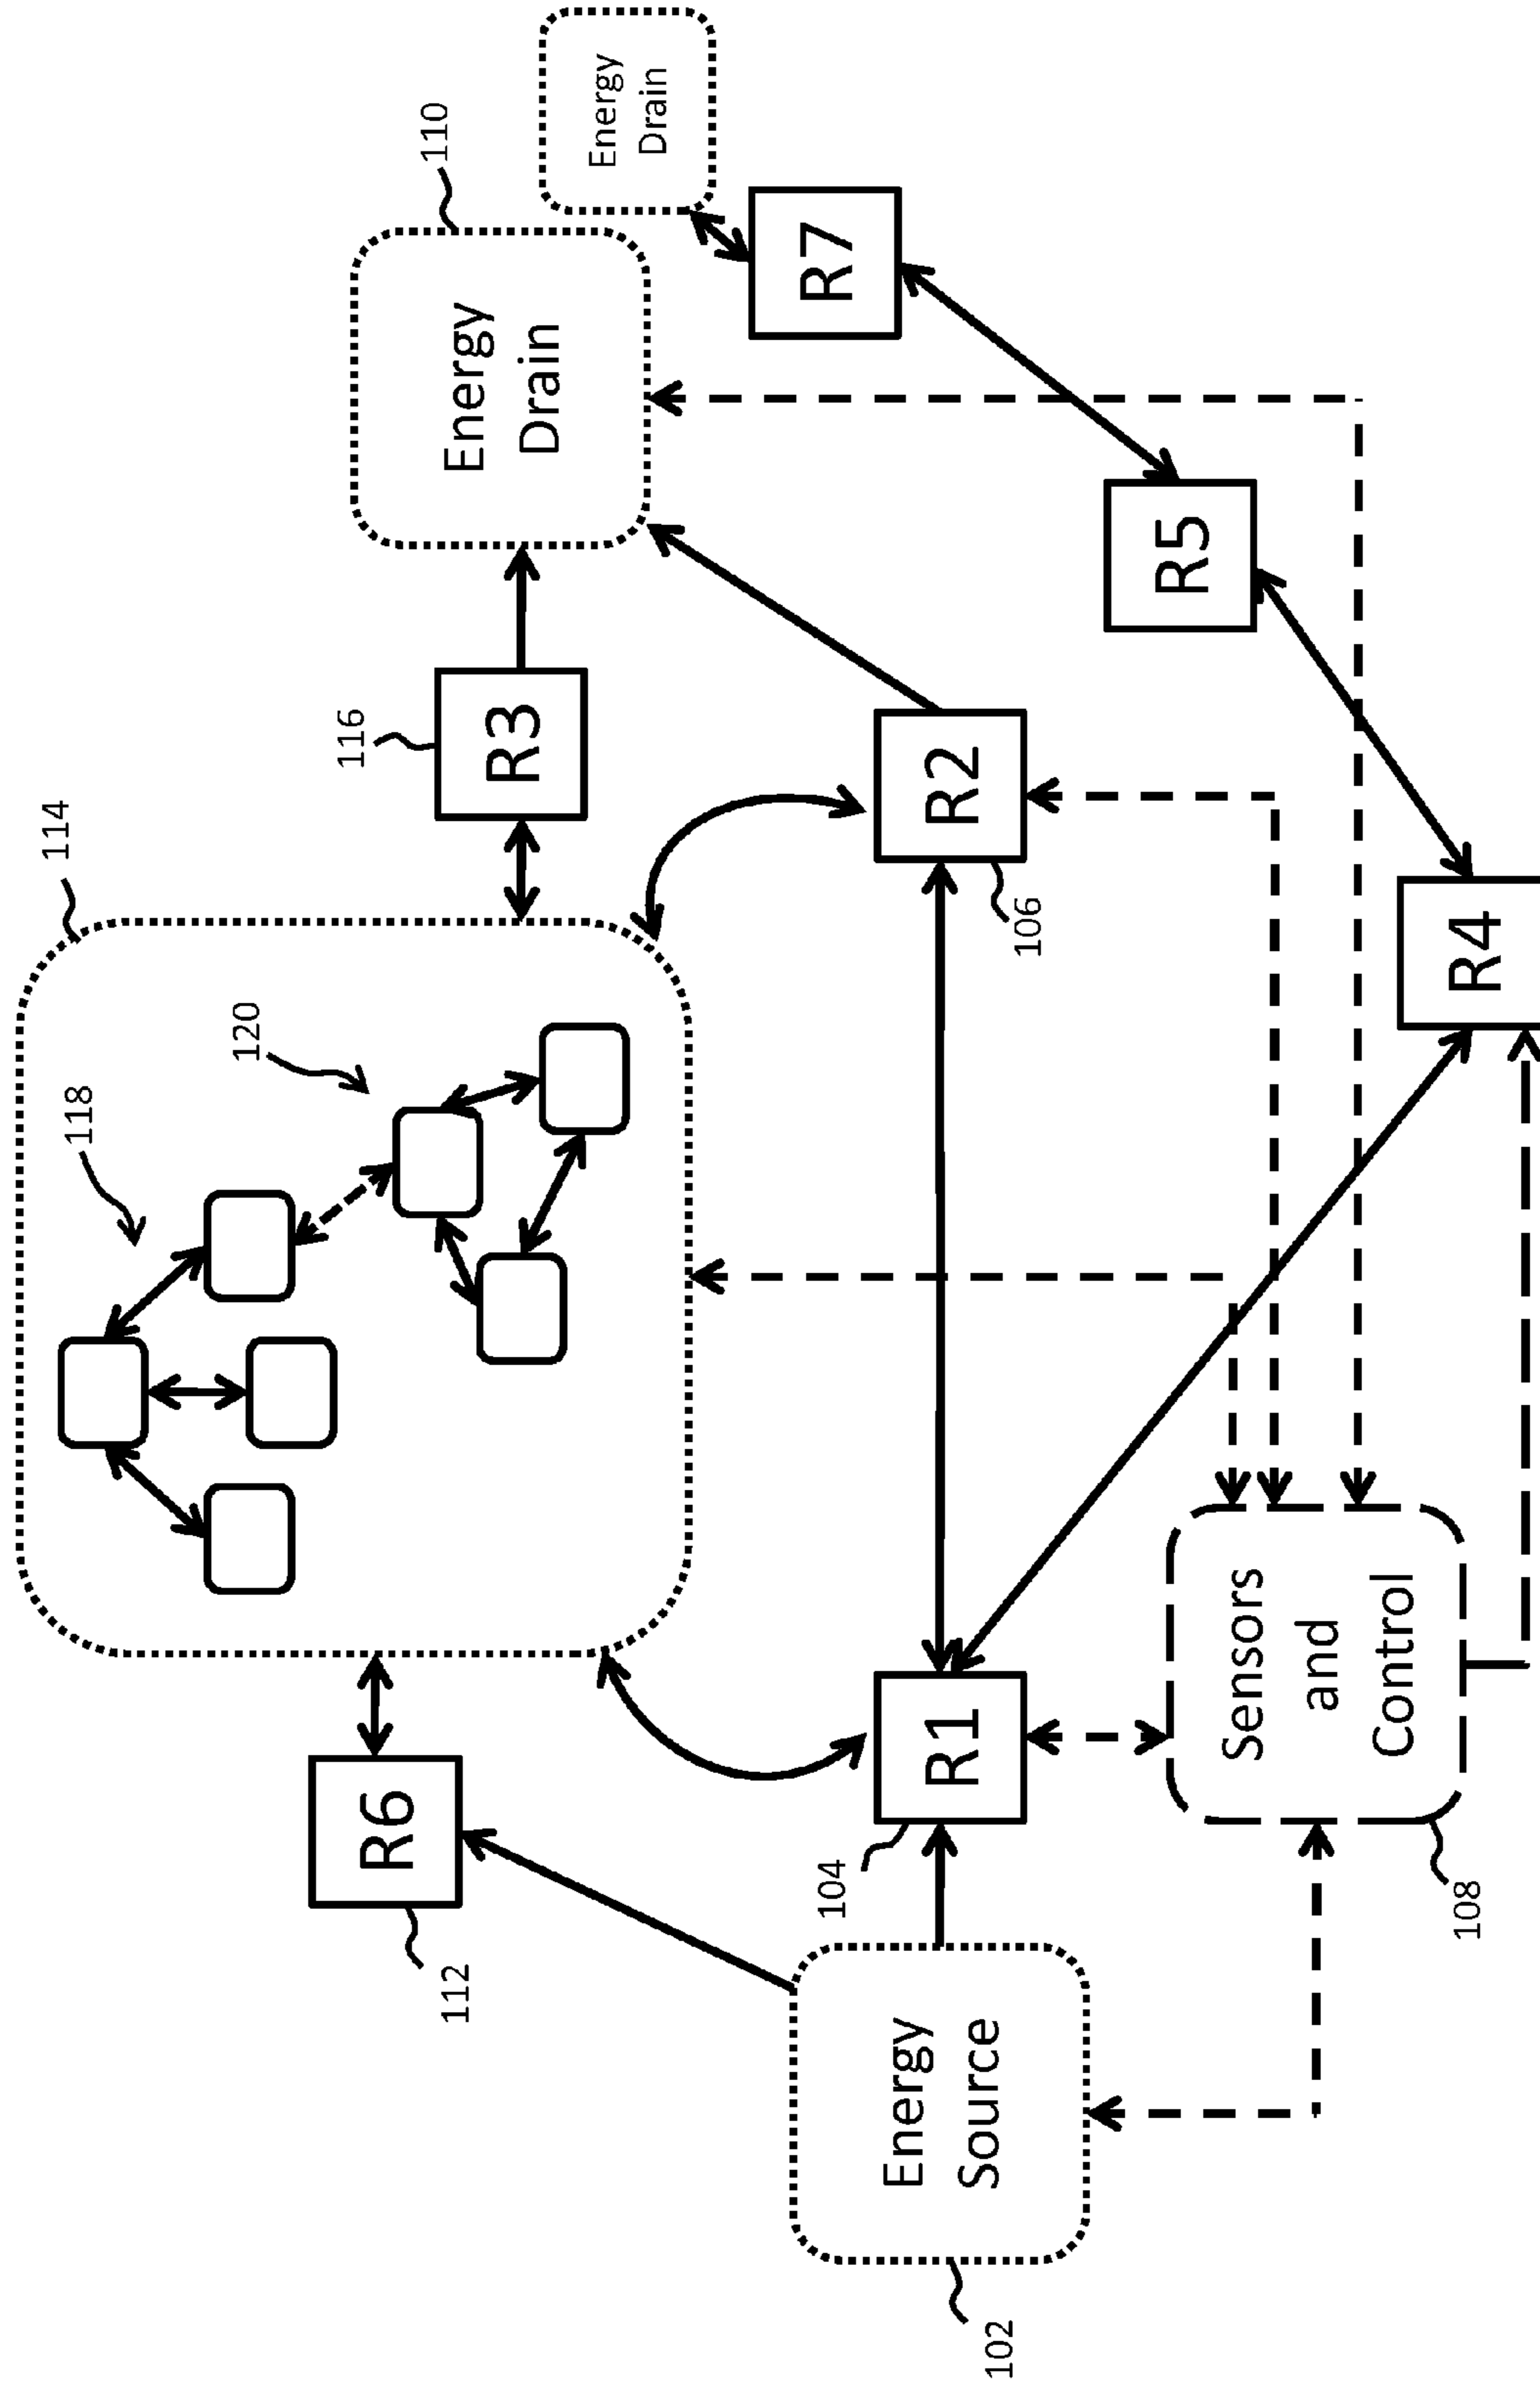 114
118
120
116
110
R6
112
R3
Energy
Drain
Energy
Drain
R7
102
Energy
Source
104
R1
R2
106
R5
Sensors
and
Control
108
R4